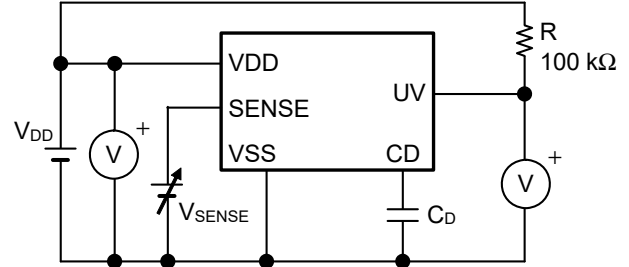 R
100 kΩ
VDD
SENSE
UV
VSS
CD
VDD
+
V
VSENSE
CD
+
V